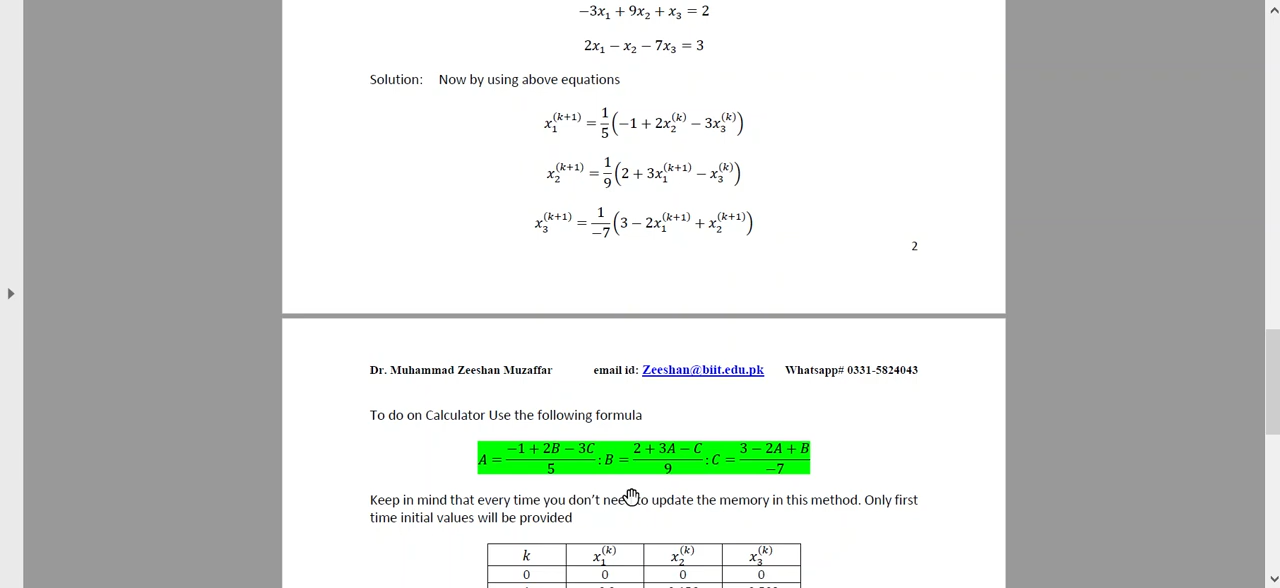 −3x₁ + 9x₂ + x₃ = 2
2x₁ − x₂ − 7x₃ = 3
Solution: Now by using above equations
x₁^(k+1) = 1/5 (−1 + 2x₂^(k) − 3x₃^(k))
x₂^(k+1) = 1/9 (2 + 3x₁^(k+1) − x₃^(k))
x₃^(k+1) = 1/−7 (3 − 2x₁^(k+1) + x₂^(k+1))
2
Dr. Muhammad Zeeshan Muzaffar email id: Zeeshan@biit.edu.pk Whatsapp# 0331-5824043
To do on Calculator Use the following formula
A = (−1 + 2B − 3C)/5 : B = (2 + 3A − C)/9 : C = (3 − 2A + B)/−7
Keep in mind that every time you don't need to update the memory in this method. Only first
time initial values will be provided
k x₁^(k) x₂^(k) x₃^(k)
0 0 0 0